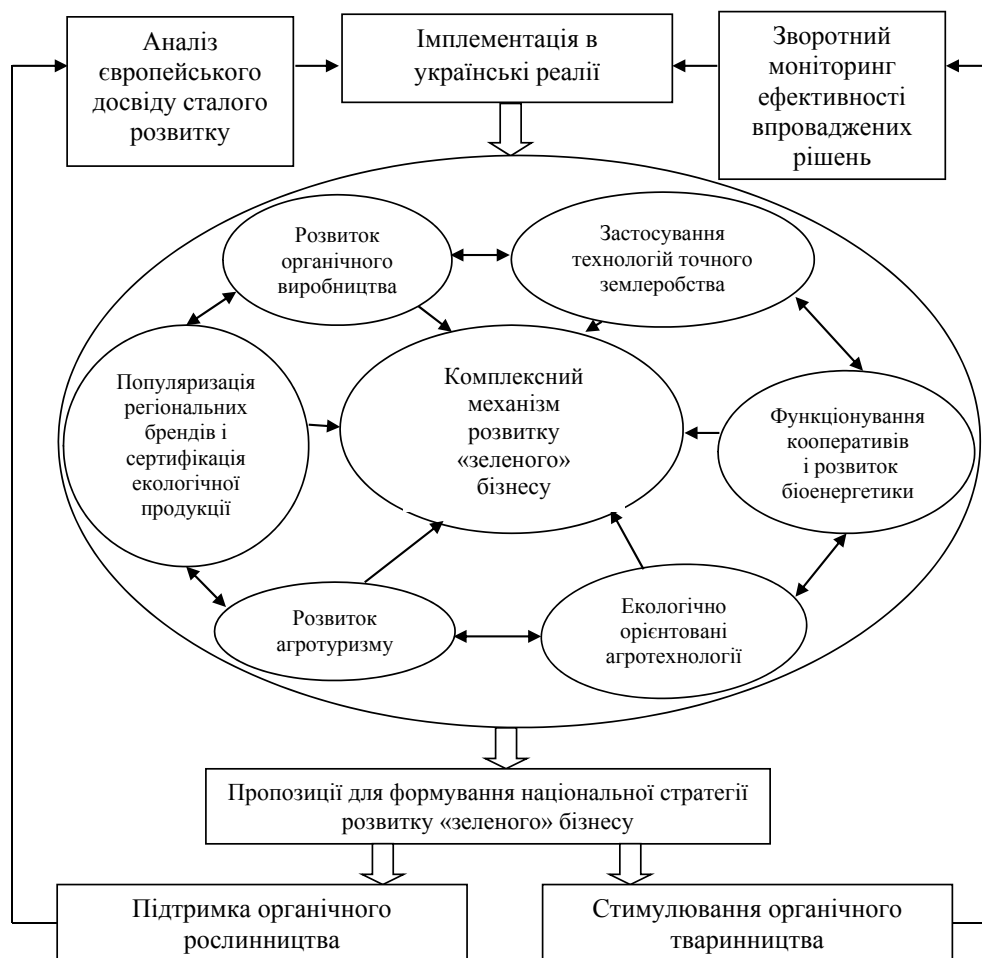 Аналіз
європейського
досвіду сталого
розвитку
Імплементація в
українські реалії
Зворотний
моніторинг
ефективності
впроваджених
рішень
Розвиток
органічного
виробництва
Застосування
технологій точного
землеробства
Популяризація
регіональних
брендів і
сертифікація
екологічної
продукції
Комплексний
механізм
розвитку
«зеленого»
бізнесу
Функціонування
кооперативів
і розвиток
біоенергетики
Розвиток
агротуризму
Екологічно
орієнтовані
агротехнології
Пропозиції для формування національної стратегії
розвитку «зеленого» бізнесу
Підтримка органічного
рослинництва
Стимулювання органічного
тваринництва